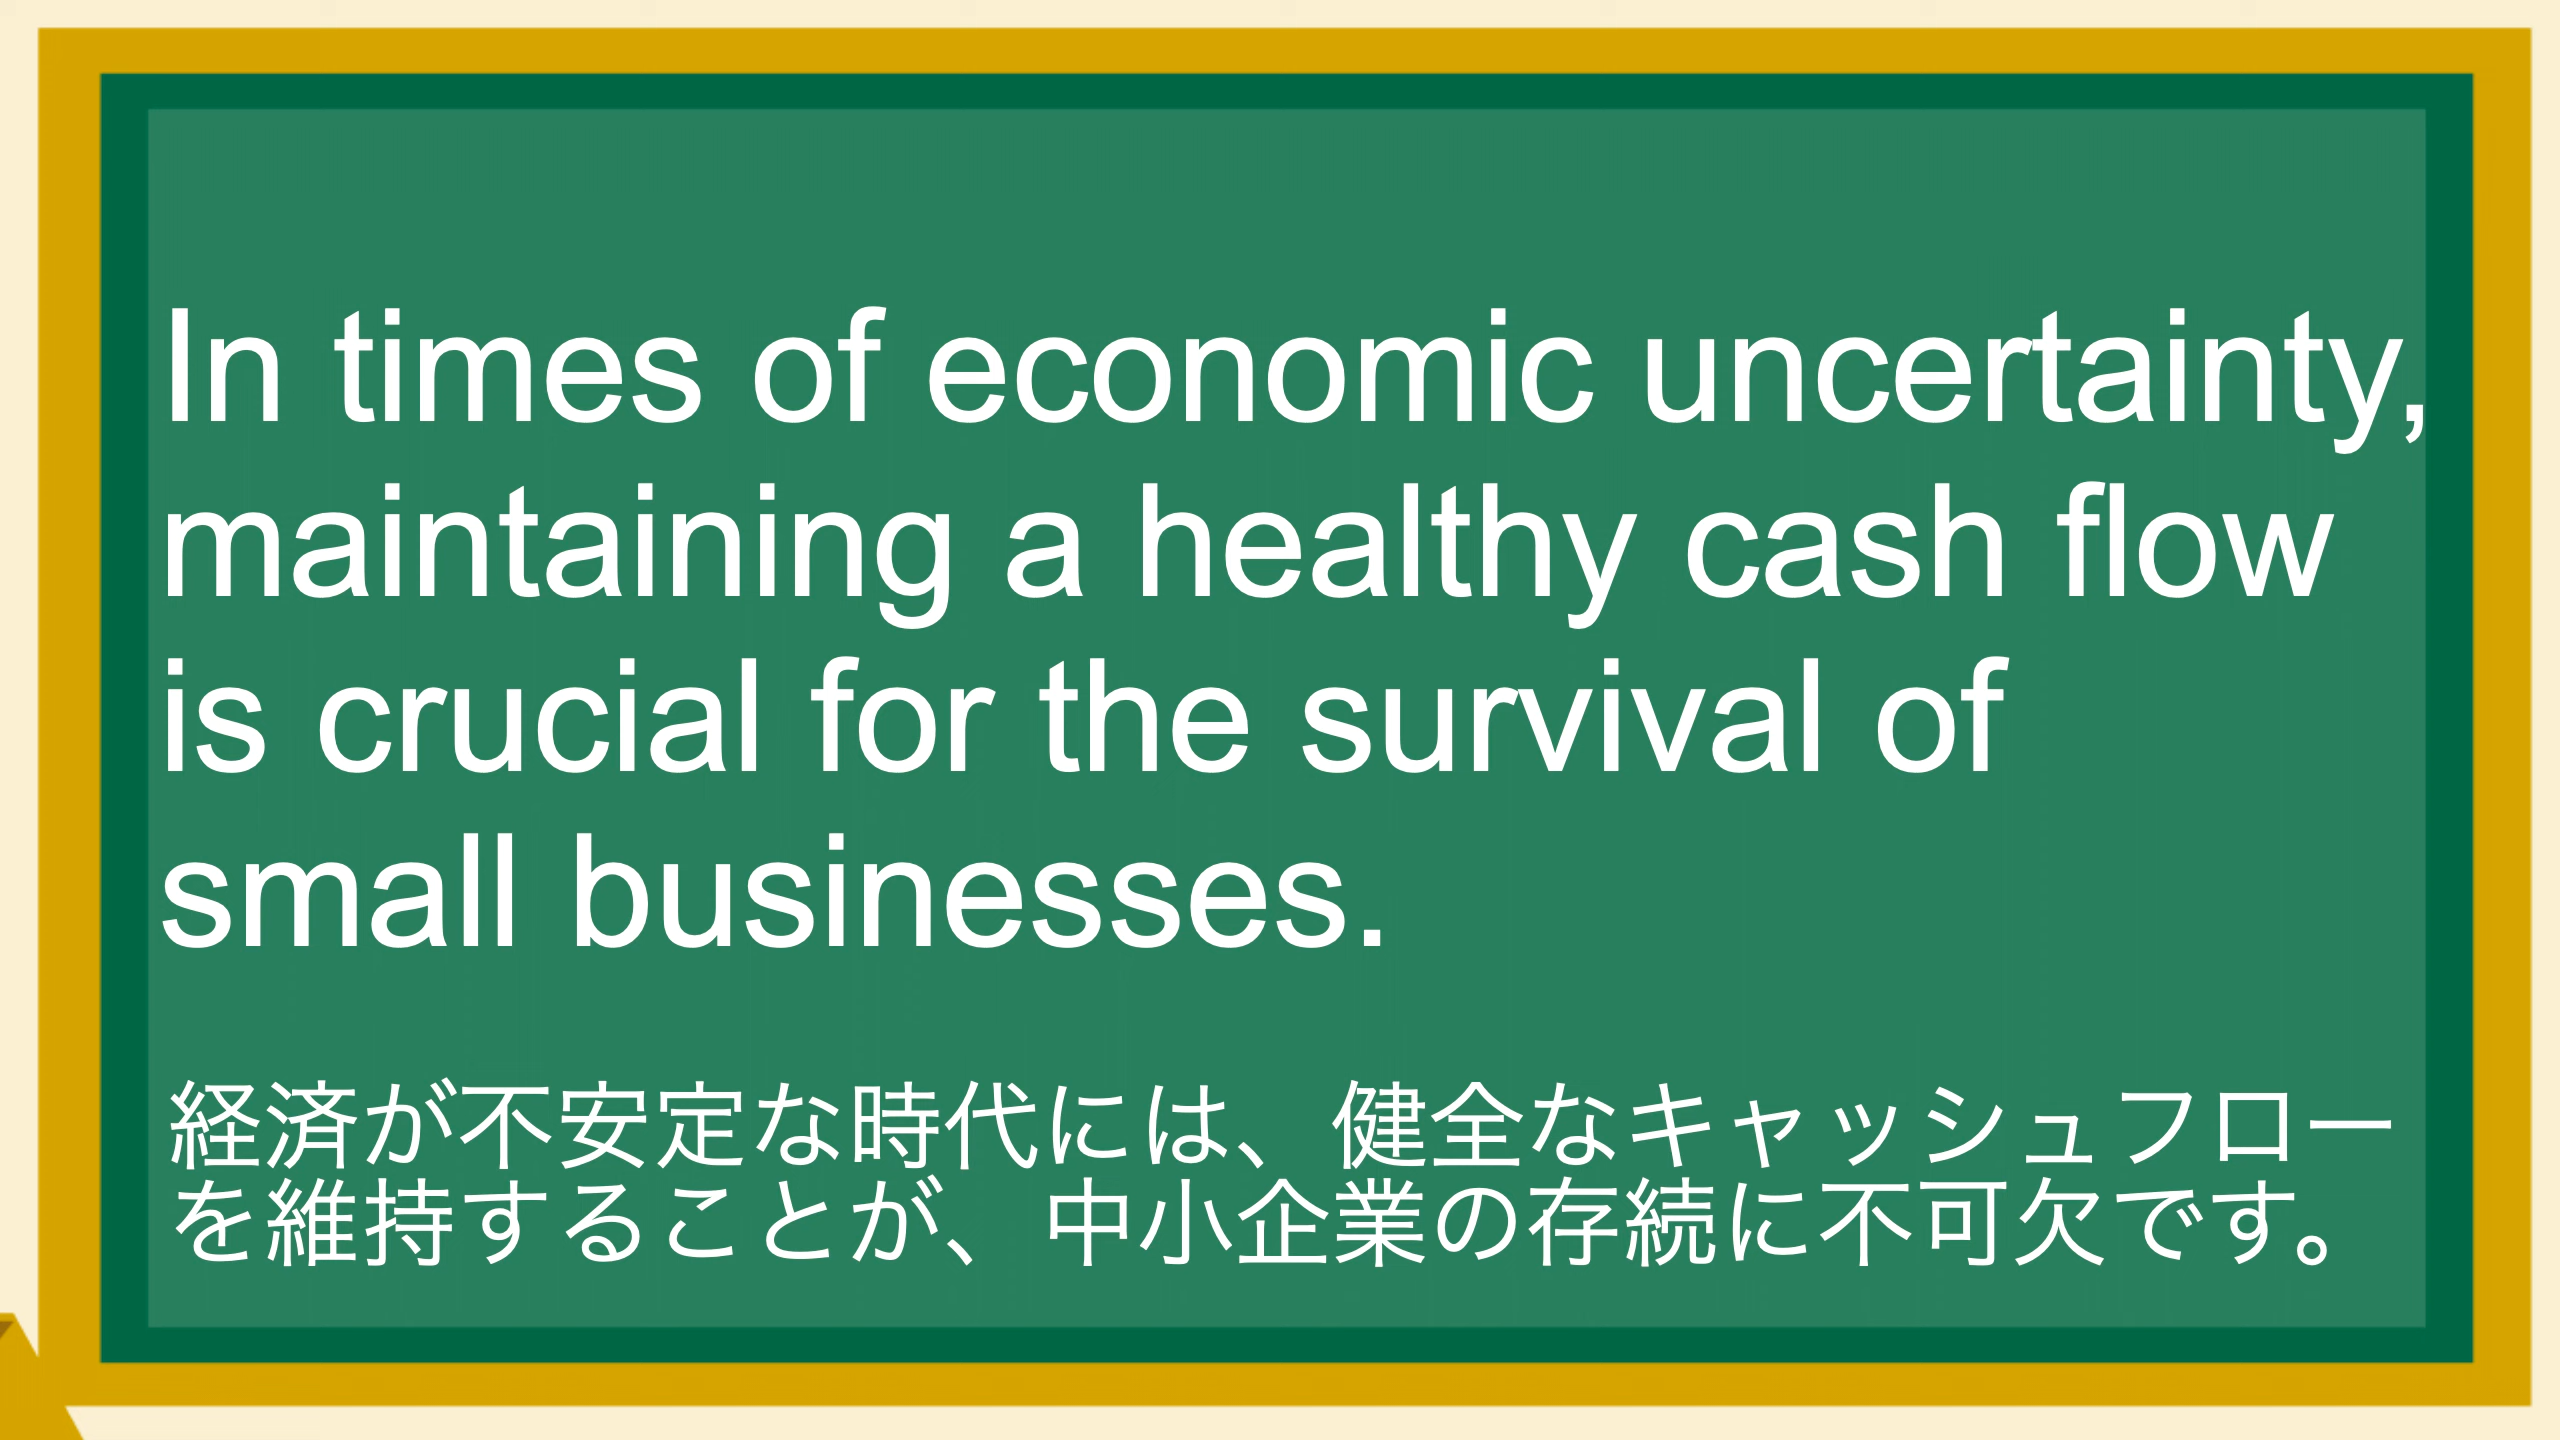 In times of economic uncertainty,
maintaining a healthy cash flow
is crucial for the survival of
small businesses.
経済が不安定な時代には、健全なキャッシュフロー
を維持することが、中小企業の存続に不可欠です。